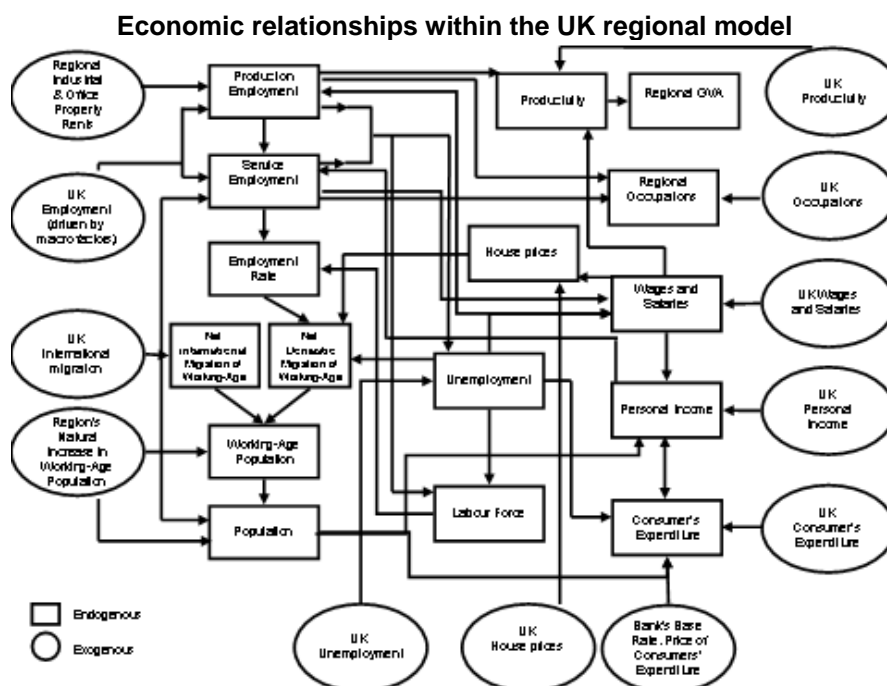 Economic relationships within the UK regional model
Regional
Industrial
& Office
Property
Rents
Production
Employment
Productivity
Regional GVA
UK
Productivity
UK
Employment
(driven by
macrofactors)
Service
Employment
Regional
Occupations
UK
Occupations
Employment
Rate
House prices
Wages and
Salaries
UK Wages
and Salaries
UK
International
migration
Net
International
Migration of
Working-Age
Net
Domestic
Migration of
Working-Age
Unemployment
Personal Income
UK
Personal
Income
Region's
Natural
Increase in
Working-Age
Population
Working-Age
Population
Labour Force
Consumer's
Expenditure
UK
Consumer's
Expenditure
Population
Endogenous
Exogenous
UK
Unemployment
UK
House prices
Bank's Base
Rate, Price of
Consumers'
Expenditure